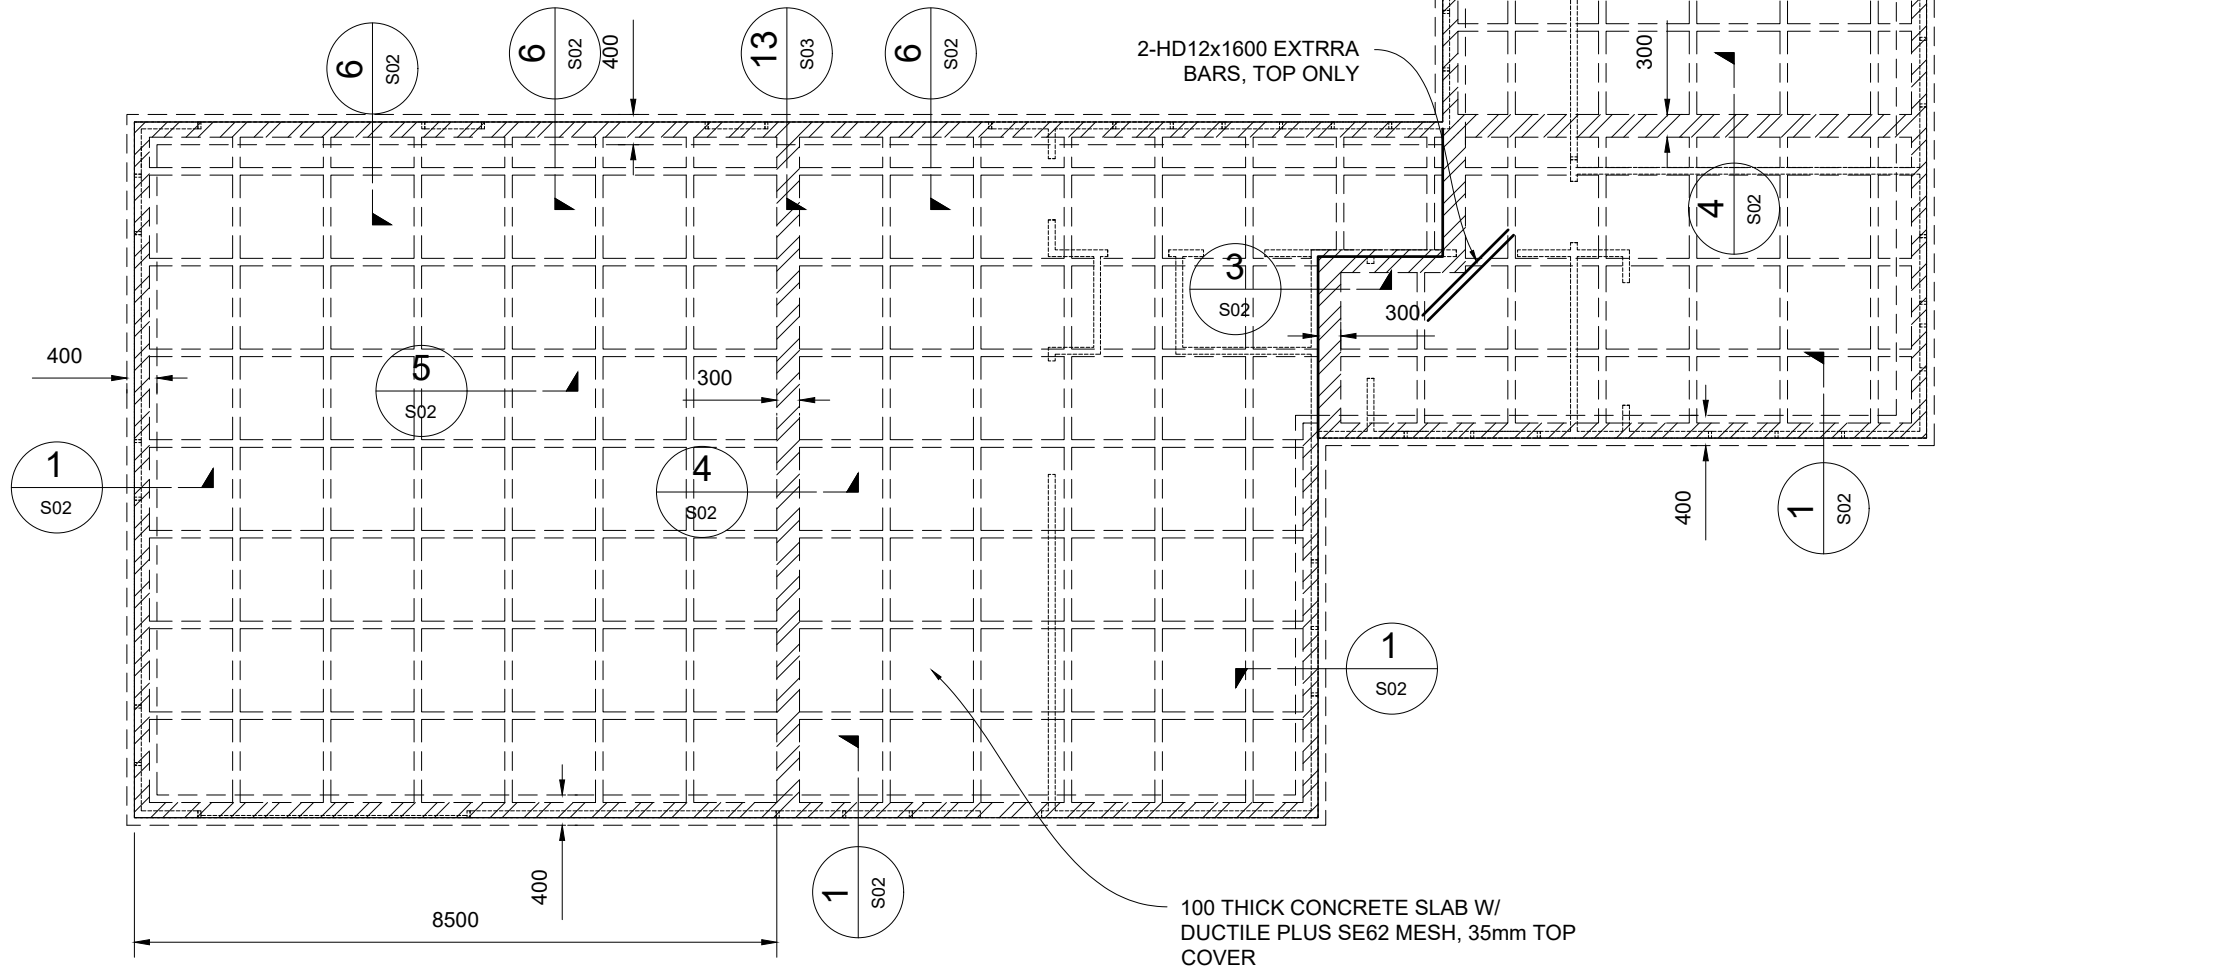 6
S02
6
S02
400
13
S03
6
S02
2-HD12x1600 EXTRRA
BARS, TOP ONLY
300
4
S02
3
S02
300
400
5
S02
300
1
S02
4
S02
400
1
S02
1
S02
400
1
S02
8500
100 THICK CONCRETE SLAB W/
DUCTILE PLUS SE62 MESH, 35mm TOP
COVER